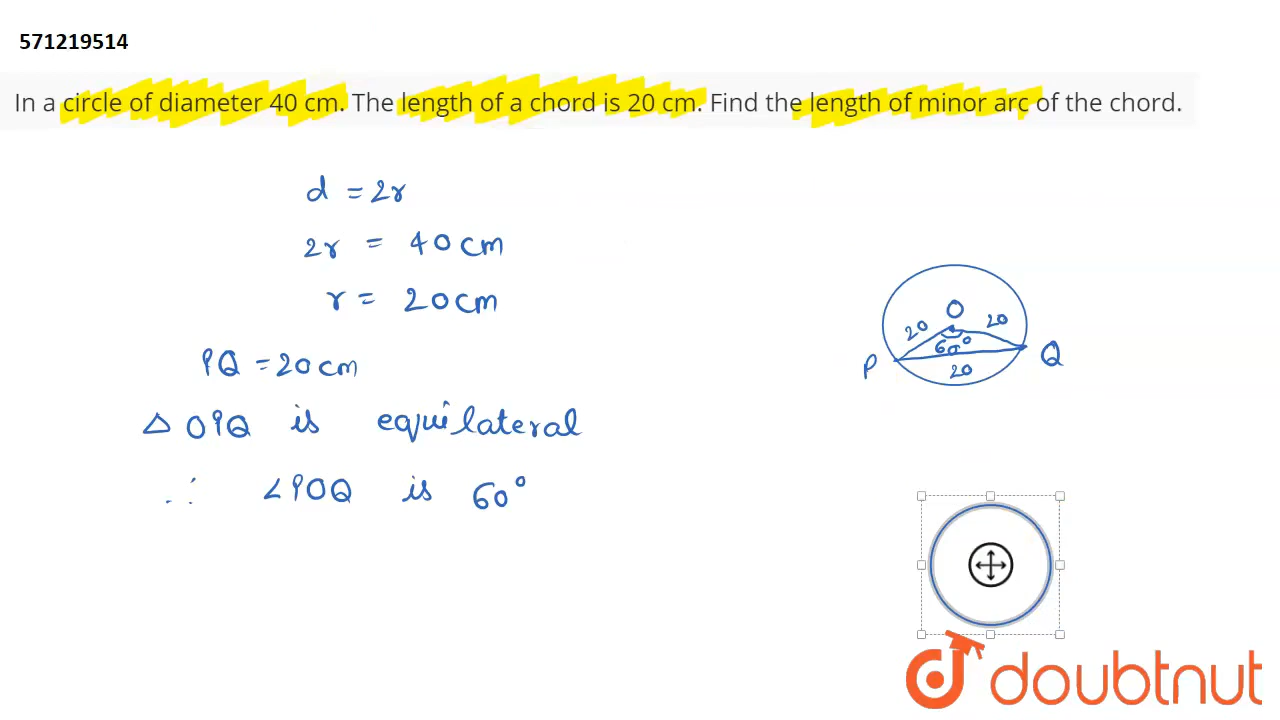 571219514
In a circle of diameter 40 cm. The length of a chord is 20 cm. Find the length of minor arc of the chord.
d = 2r
2r = 40 cm
r = 20 cm
PQ = 20 cm
△ OPQ is equilateral
∴ ∠POQ is 60°
O
20 20
60°
P Q
20
doubtnut